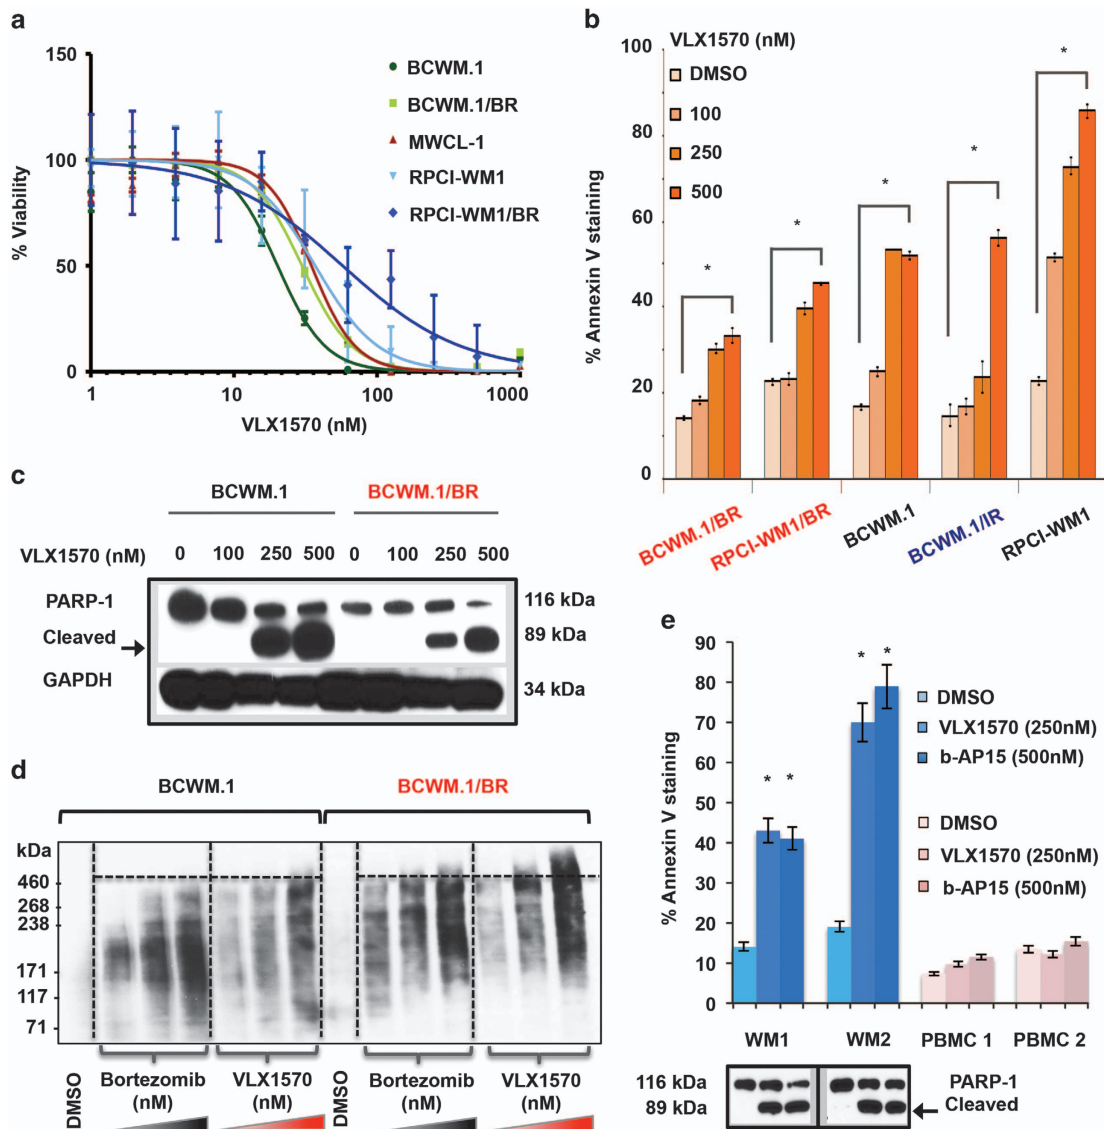 a
150
100
50
0
% Viability
1 10 100 1000
VLX1570 (nM)
BCWM.1
BCWM.1/BR
MWCL-1
RPCI-WM1
RPCI-WM1/BR
b
VLX1570 (nM)
DMSO
100
250
500
100
80
60
40
20
0
% Annexin V staining
* * * * *
BCWM.1/BR
RPCI-WM1/BR
BCWM.1
BCWM.1/IR
RPCI-WM1
c
BCWM.1 BCWM.1/BR
VLX1570 (nM) 0 100 250 500 0 100 250 500
PARP-1 116 kDa
Cleaved 89 kDa
GAPDH 34 kDa
d
BCWM.1 BCWM.1/BR
kDa
460
268
238
171
117
71
DMSO Bortezomib (nM) VLX1570 (nM) DMSO Bortezomib (nM) VLX1570 (nM)
e
90
80
70
60
50
40
30
20
10
0
% Annexin V staining
* * * *
DMSO
VLX1570 (250nM)
b-AP15 (500nM)
DMSO
VLX1570 (250nM)
b-AP15 (500nM)
WM1 WM2 PBMC 1 PBMC 2
116 kDa PARP-1
89 kDa Cleaved